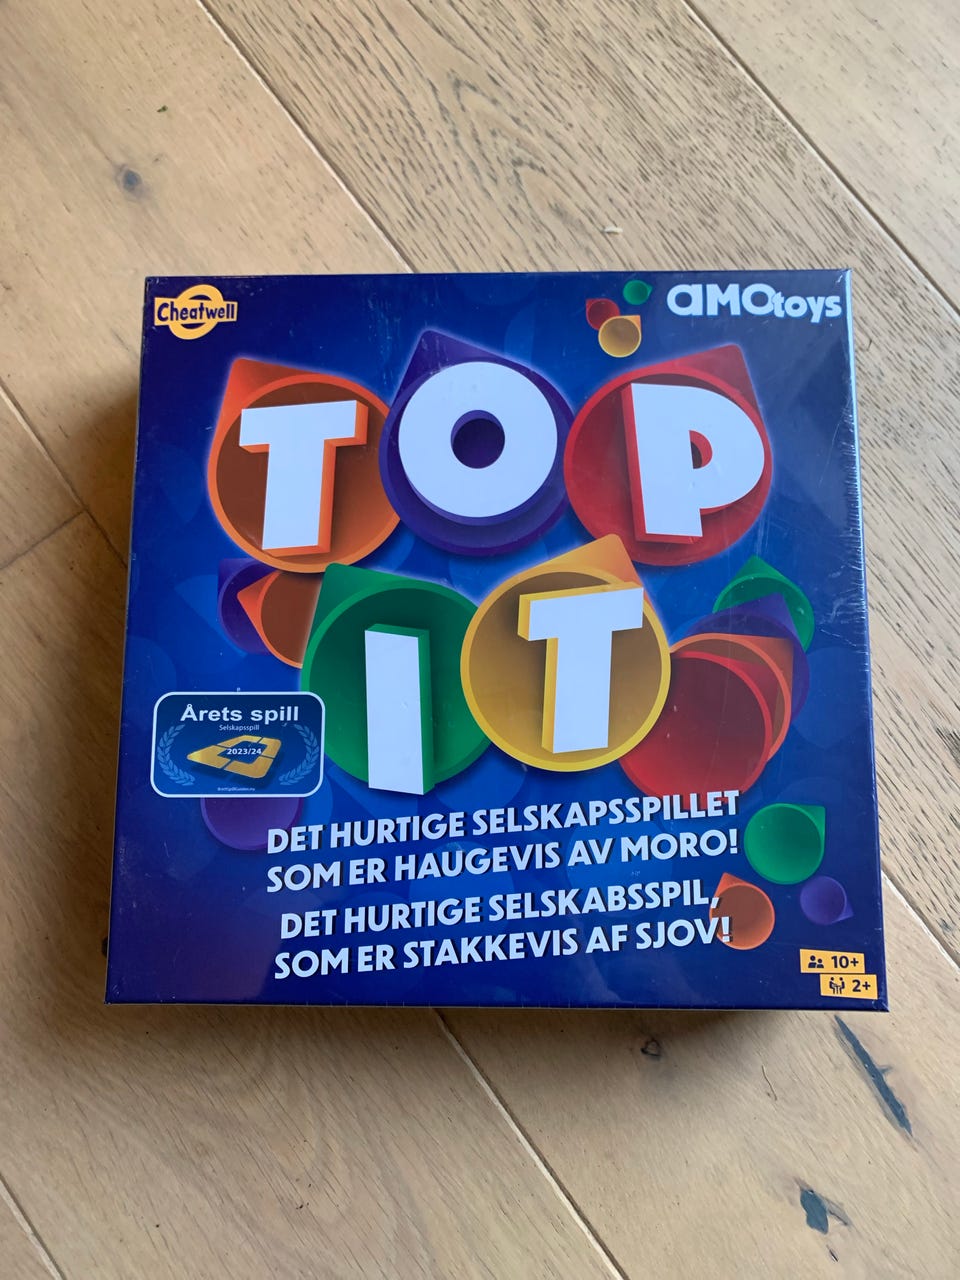 Cheatwell
AMOtoys
TOP
IT
Årets spill
Selskapsspill
2023/24
DET HURTIGE SELSKAPSSPILLET
SOM ER HAUGEVIS AV MORO!
DET HURTIGE SELSKABSSPIL,
SOM ER STAKKEVIS AF SJOV!
10+
2+